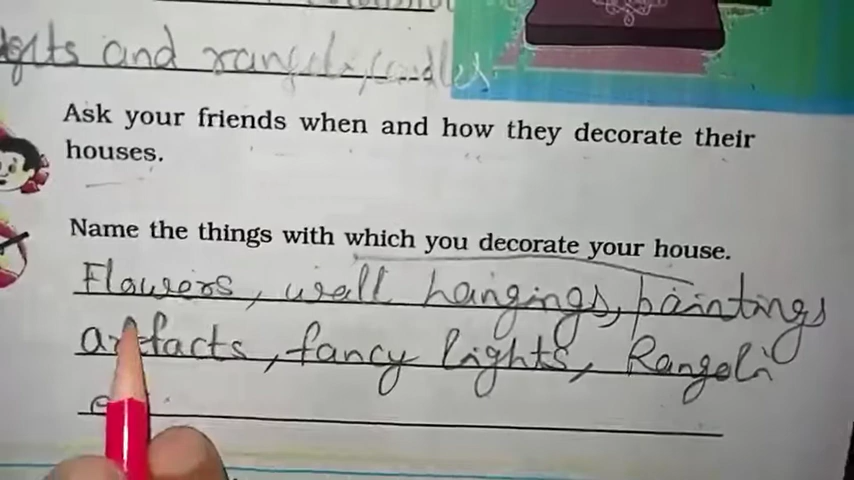 and rangoli, candles
Ask your friends when and how they decorate their
houses.
Name the things with which you decorate your house.
Flowers, wall hangings, paintings
artefacts, fancy lights, Rangoli